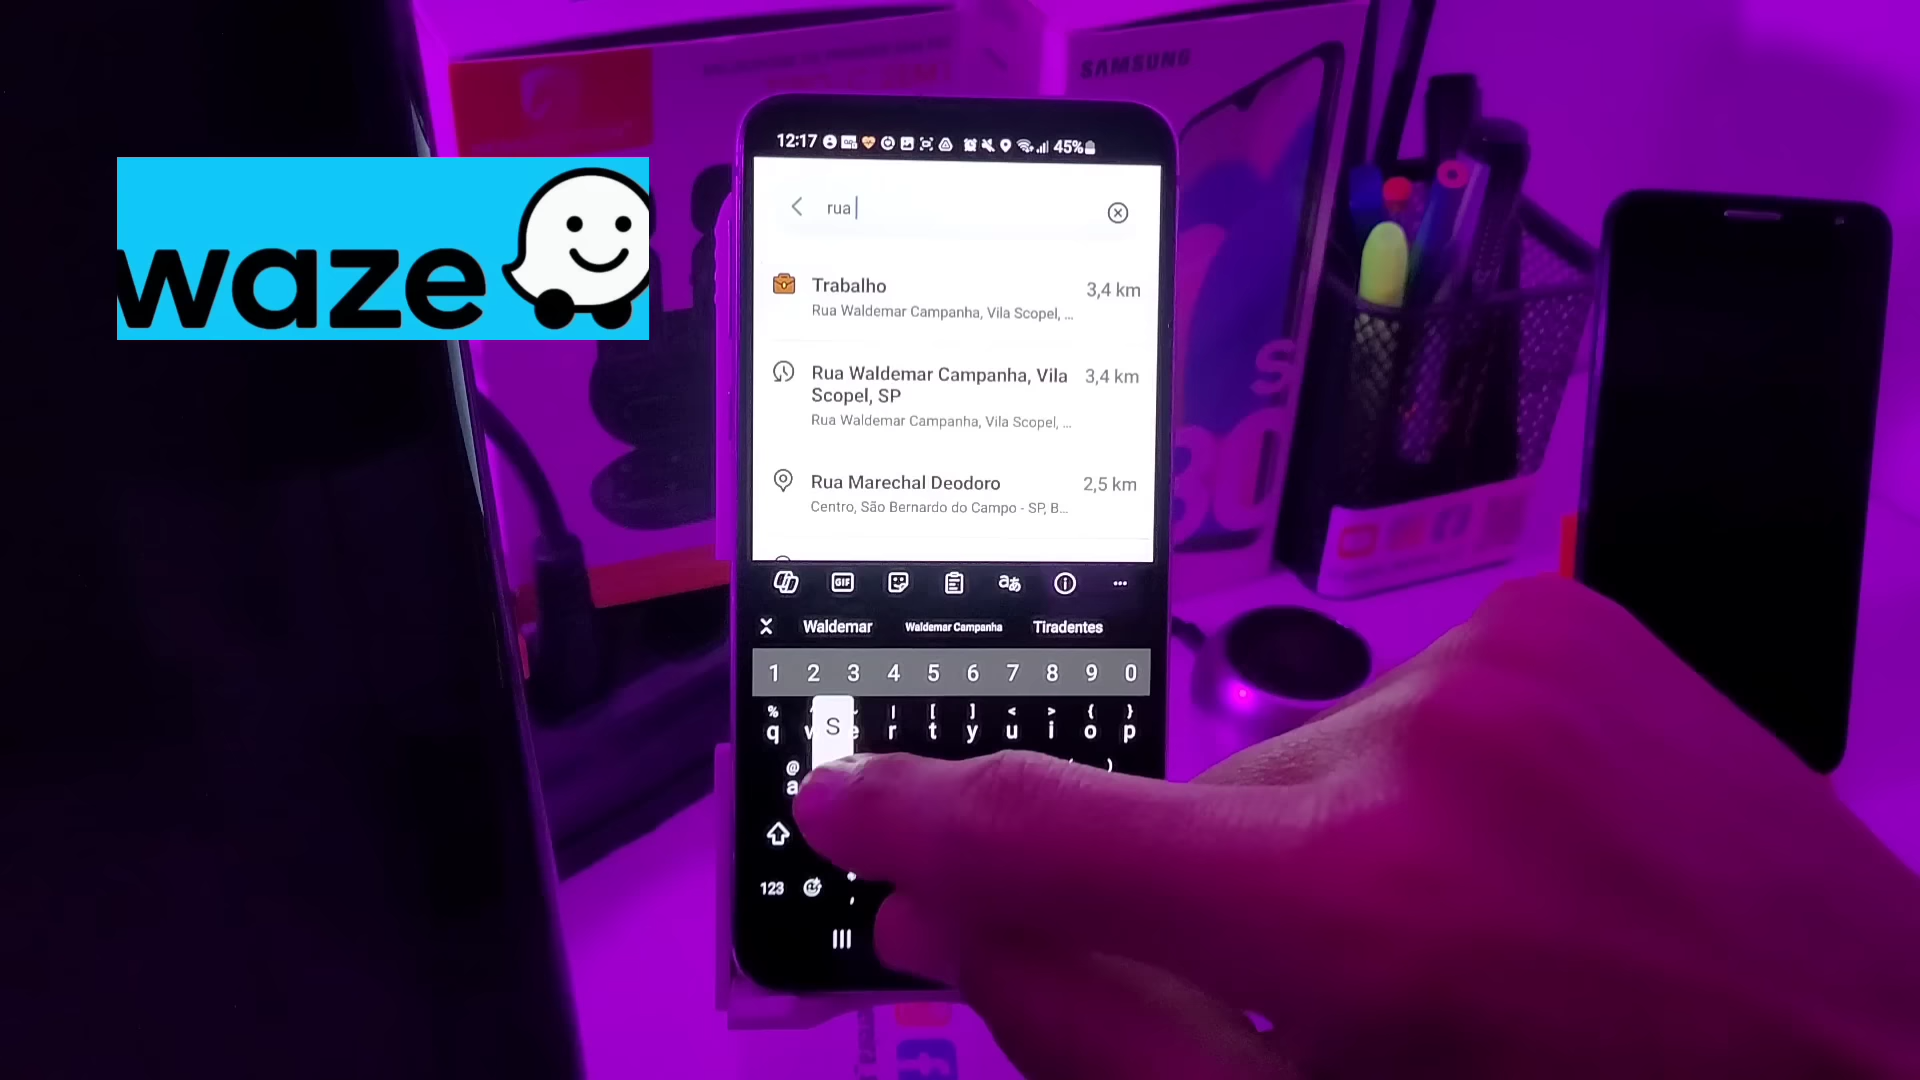 SAMSUNG
waze
12:17
45%
rua
Trabalho
3,4 km
Rua Waldemar Campanha, Vila Scopel, ...
Rua Waldemar Campanha, Vila
Scopel, SP
3,4 km
Rua Waldemar Campanha, Vila Scopel, ...
Rua Marechal Deodoro
2,5 km
Centro, São Bernardo do Campo - SP, B...
GIF
Waldemar
Waldemar Campanha
Tiradentes
1 2 3 4 5 6 7 8 9 0
% | [ ] < > { }
q S e r t y u i o p
@ )
a
123 ,